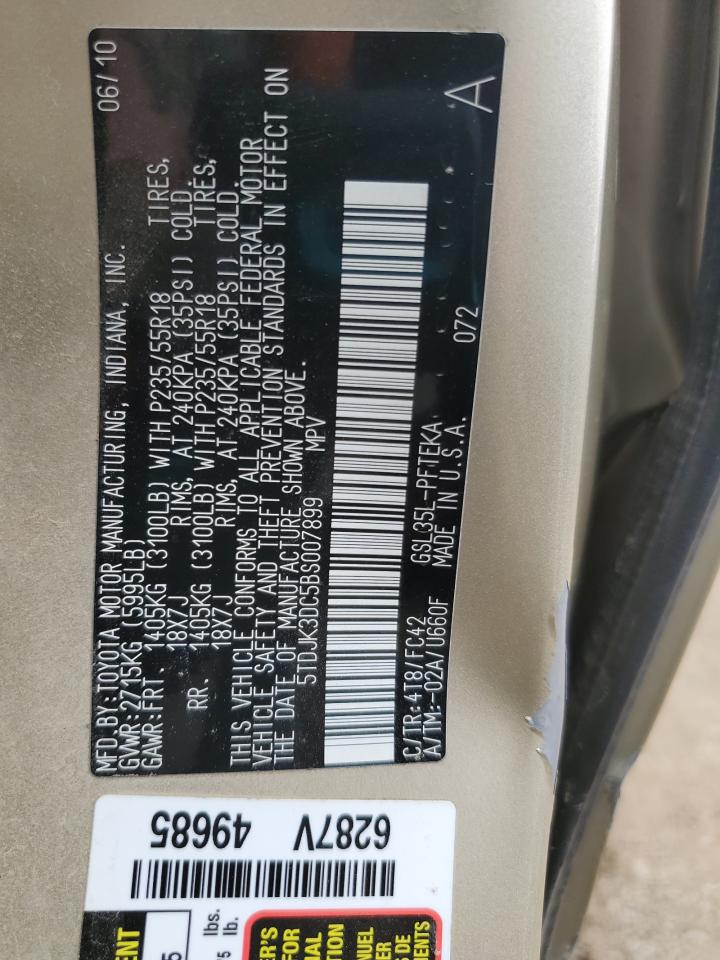 MFD.BY:TOYOTA MOTOR MANUFACTURING, INDIANA, INC. 06/10
GVWR:2715KG (5995LB)
GAWR:FRT. 1405KG (3100LB) WITH P235/55R18 TIRES,
18X7J RIMS, AT 240KPA (35PSI) COLD.
RR. 1405KG (3100LB) WITH P235/55R18 TIRES,
18X7J RIMS, AT 240KPA (35PSI) COLD.
THIS VEHICLE CONFORMS TO ALL APPLICABLE FEDERAL MOTOR
VEHICLE SAFETY AND THEFT PREVENTION STANDARDS IN EFFECT ON
THE DATE OF MANUFACTURE SHOWN ABOVE.
5TDJK3DC5BS007899 MPV
C/TR:4T8/FC42 GSL35L-PFTEKA
A/TM:-02A/U660F MADE IN U.S.A. 072 A
6287V 49685
lbs.
lb.